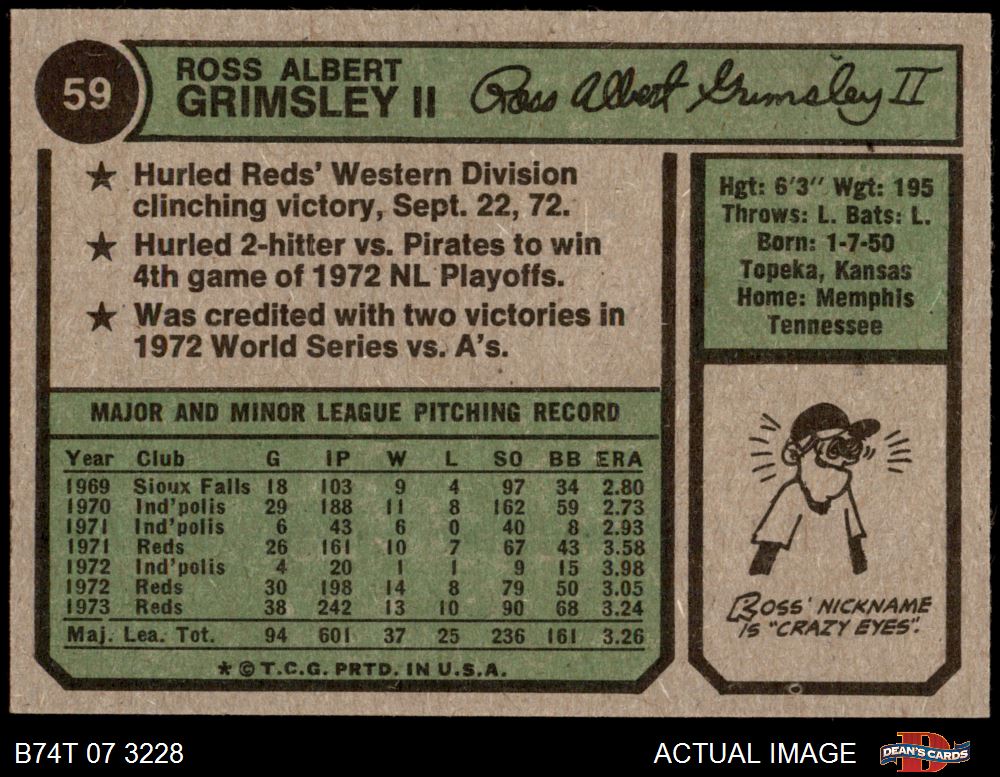 59
ROSS ALBERT
GRIMSLEY II
Ross Albert Grimsley II
★ Hurled Reds' Western Division
clinching victory, Sept. 22, 72.
★ Hurled 2-hitter vs. Pirates to win
4th game of 1972 NL Playoffs.
★ Was credited with two victories in
1972 World Series vs. A's.
Hgt: 6'3" Wgt: 195
Throws: L. Bats: L.
Born: 1-7-50
Topeka, Kansas
Home: Memphis
Tennessee
MAJOR AND MINOR LEAGUE PITCHING RECORD
Year Club G IP W L SO BB ERA
1969 Sioux Falls 18 103 9 4 97 34 2.80
1970 Ind'polis 29 188 11 8 162 59 2.73
1971 Ind'polis 6 43 6 0 40 8 2.93
1971 Reds 26 161 10 7 67 43 3.58
1972 Ind'polis 4 20 1 1 9 15 3.98
1972 Reds 30 198 14 8 79 50 3.05
1973 Reds 38 242 13 10 90 68 3.24
Maj. Lea. Tot. 94 601 37 25 236 161 3.26
★ © T.C.G. PRTD. IN U.S.A.
ROSS' NICKNAME
IS "CRAZY EYES".
B74T 07 3228
ACTUAL IMAGE
DEAN'S CARDS